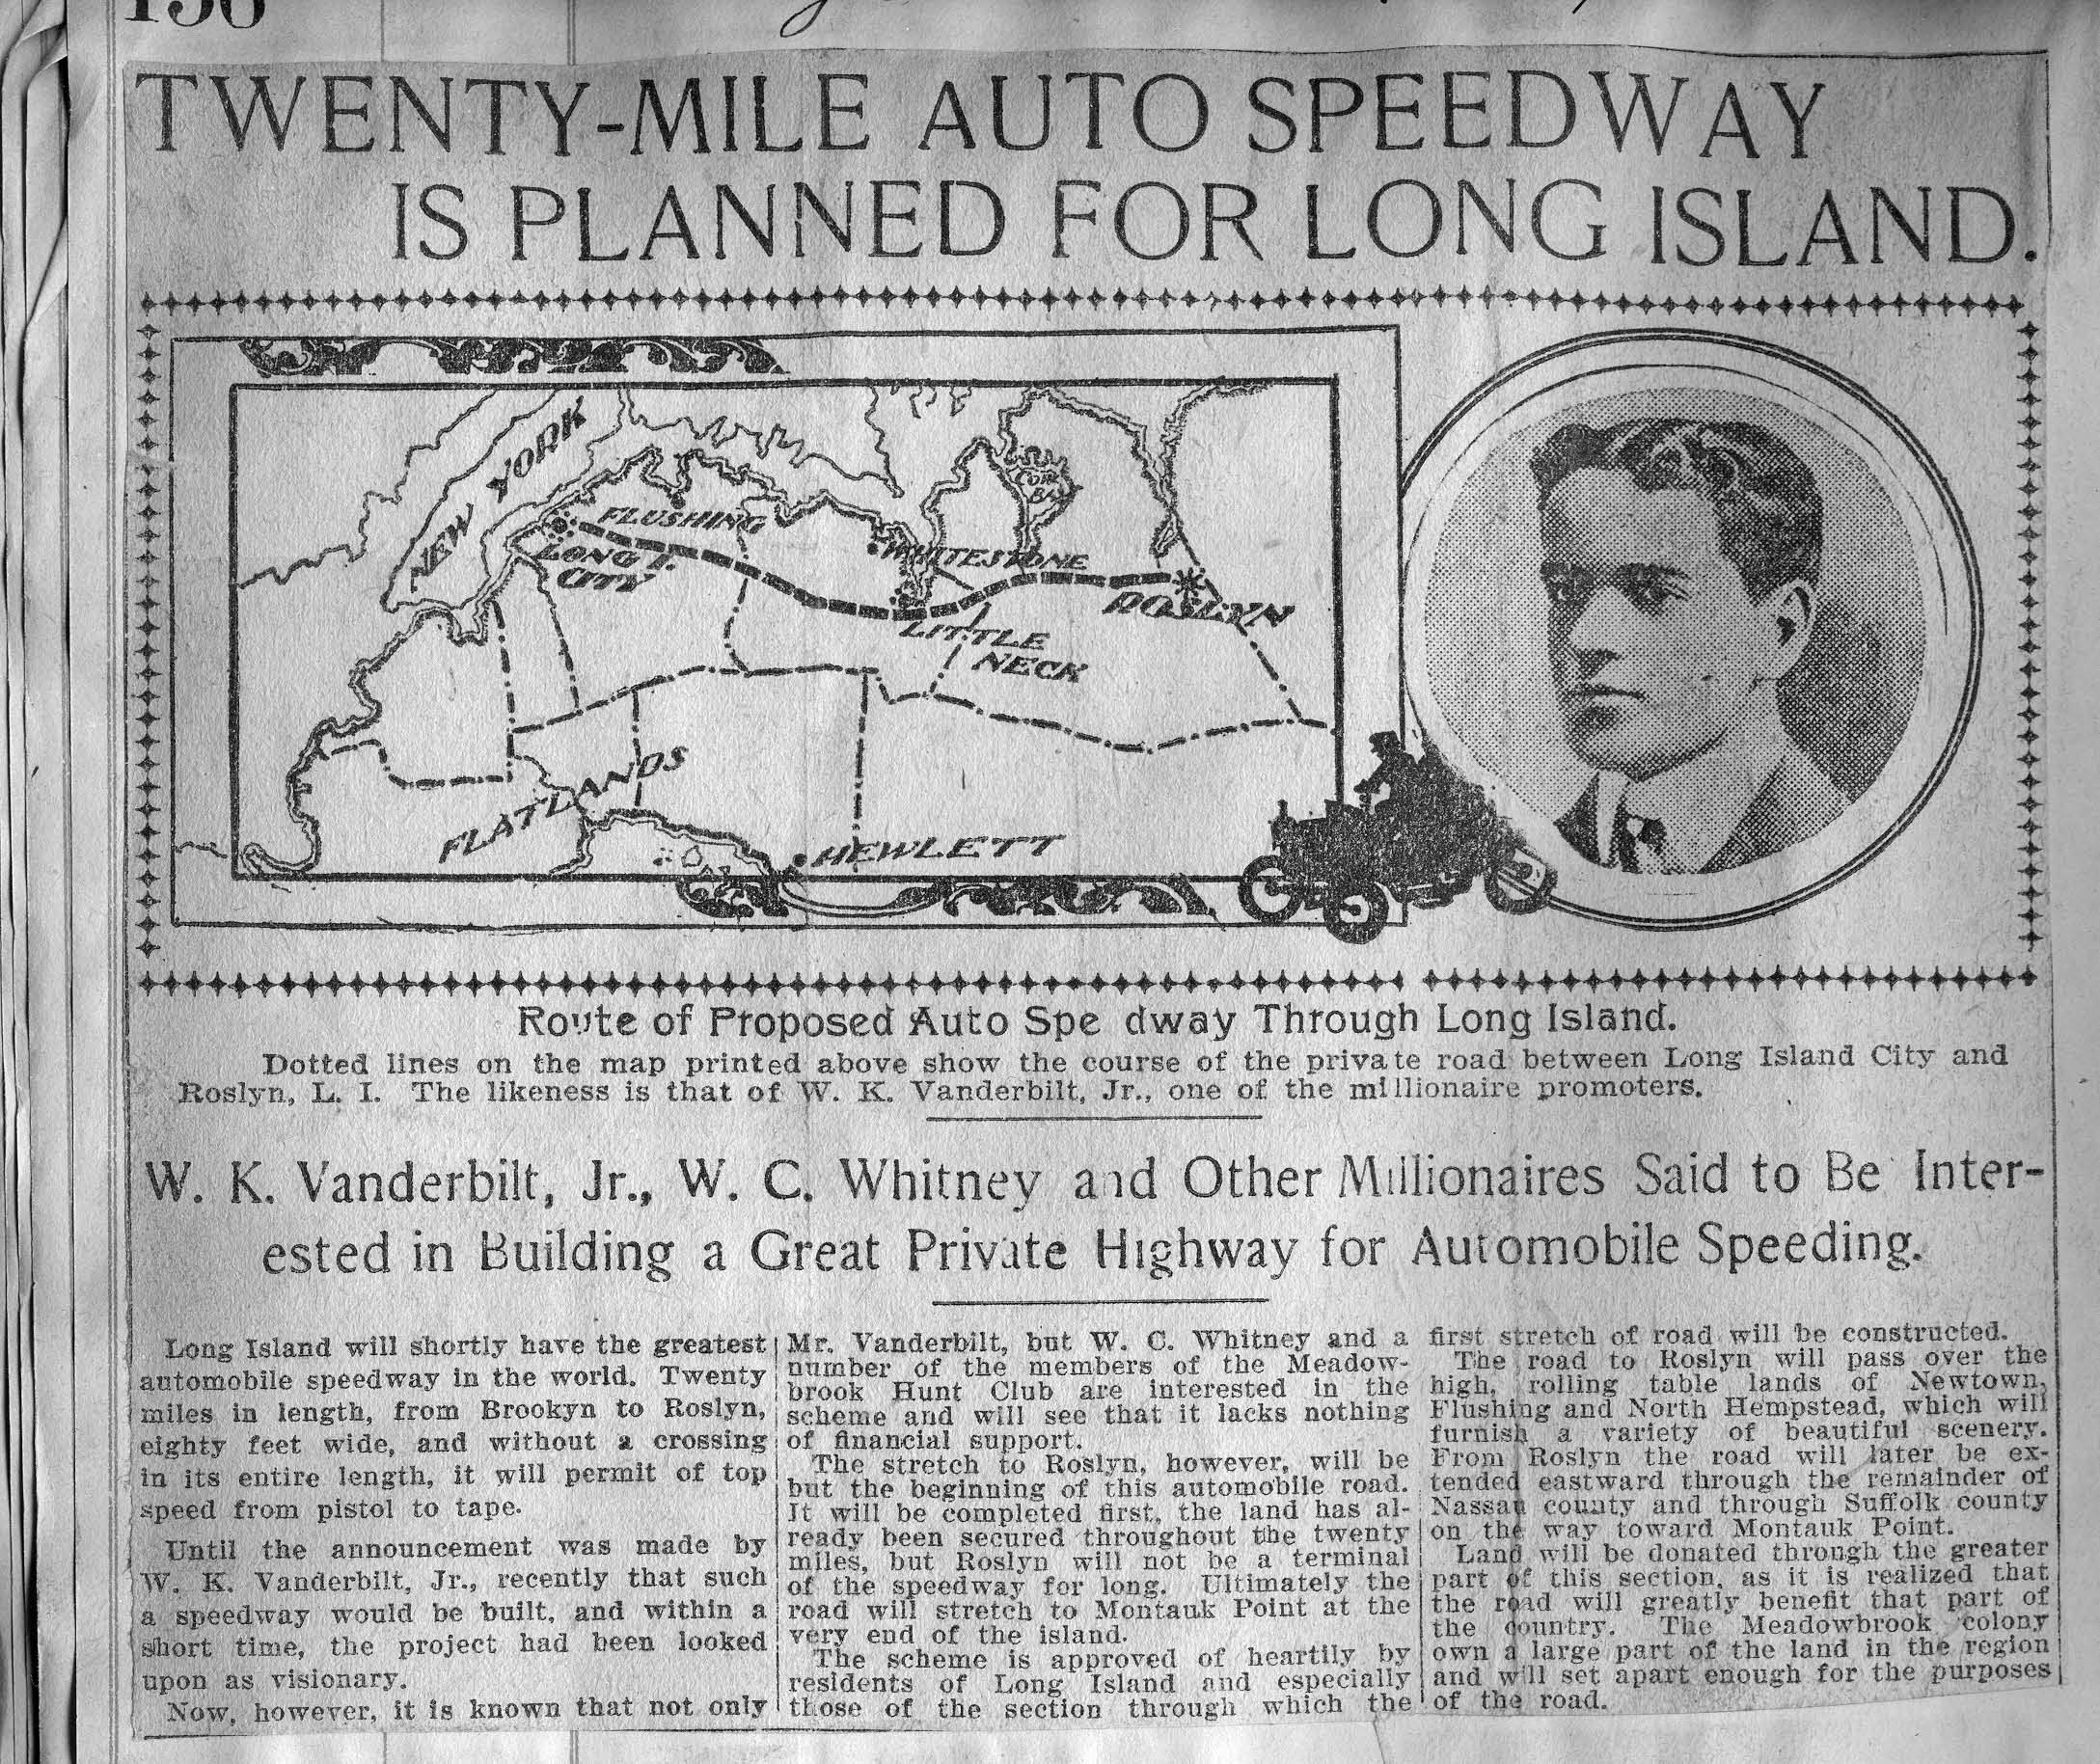 TWENTY-MILE AUTO SPEEDWAY
IS PLANNED FOR LONG ISLAND.
NEW YORK
FLUSHING
LONG I.
CITY
WHITESTONE
ROSLYN
LITTLE
NECK
FLATLANDS
HEWLETT
Route of Proposed Auto Spe dway Through Long Island.
Dotted lines on the map printed above show the course of the private road between Long Island City and
Roslyn, L. I. The likeness is that of W. K. Vanderbilt, Jr., one of the millionaire promoters.
W. K. Vanderbilt, Jr., W. C. Whitney and Other Millionaires Said to Be Inter-
ested in Building a Great Private Highway for Automobile Speeding.
Long Island will shortly have the greatest
automobile speedway in the world. Twenty
miles in length, from Brookyn to Roslyn,
eighty feet wide, and without a crossing
in its entire length, it will permit of top
speed from pistol to tape.
Until the announcement was made by
W. K. Vanderbilt, Jr., recently that such
a speedway would be built, and within a
short time, the project had been looked
upon as visionary.
Now, however, it is known that not only
Mr. Vanderbilt, but W. C. Whitney and a
number of the members of the Meadow-
brook Hunt Club are interested in the
scheme and will see that it lacks nothing
of financial support.
The stretch to Roslyn, however, will be
but the beginning of this automobile road.
It will be completed first, the land has al-
ready been secured throughout the twenty
miles, but Roslyn will not be a terminal
of the speedway for long. Ultimately the
road will stretch to Montauk Point at the
very end of the island.
The scheme is approved of heartily by
residents of Long Island and especially
those of the section through which the
first stretch of road will be constructed.
The road to Roslyn will pass over the
high, rolling table lands of Newtown,
Flushing and North Hempstead, which will
furnish a variety of beautiful scenery.
From Roslyn the road will later be ex-
tended eastward through the remainder of
Nassau county and through Suffolk county
on the way toward Montauk Point.
Land will be donated through the greater
part of this section, as it is realized that
the road will greatly benefit that part of
the country. The Meadowbrook colony
own a large part of the land in the region
and will set apart enough for the purposes
of the road.